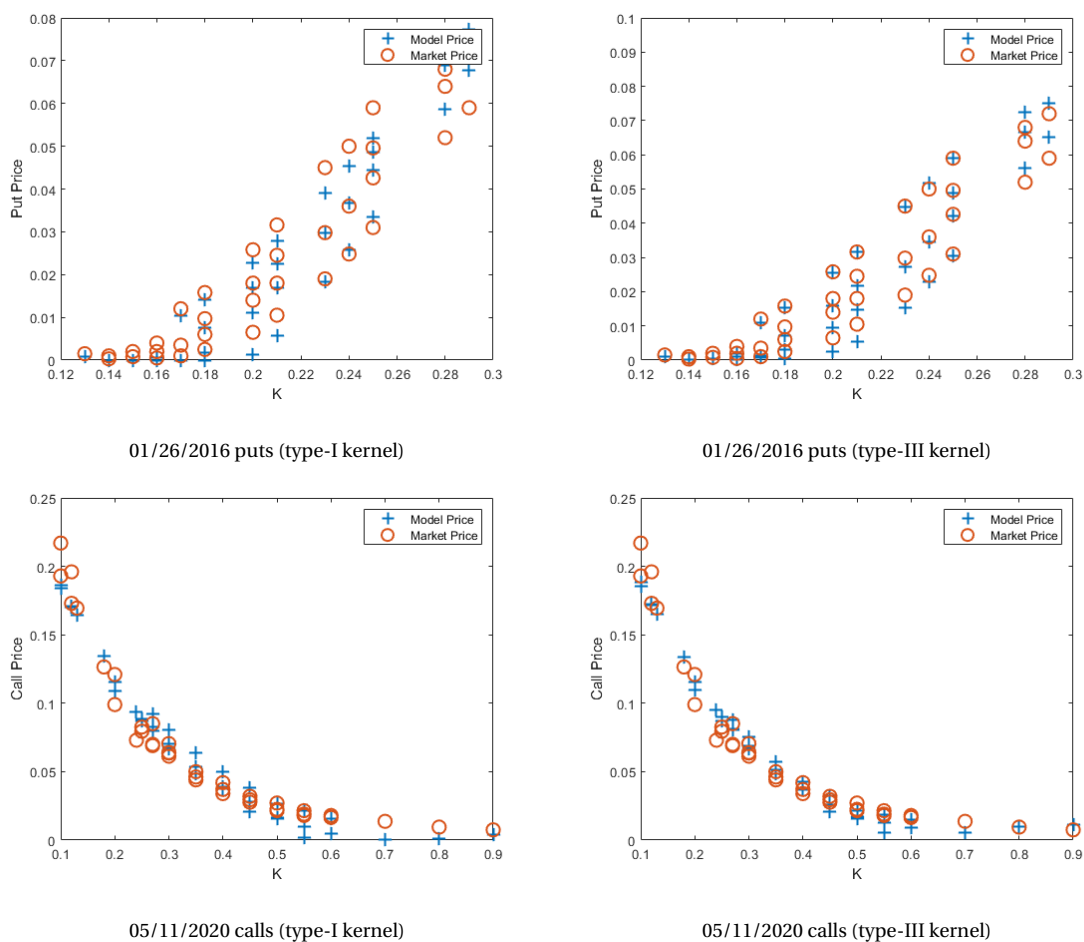 0.08
0.07
0.06
0.05
0.04
0.03
0.02
0.01
0
Put Price
Model Price
Market Price
0.12 0.14 0.16 0.18 0.2 0.22 0.24 0.26 0.28 0.3
K
01/26/2016 puts (type-I kernel)
0.1
0.09
0.08
0.07
0.06
0.05
0.04
0.03
0.02
0.01
0
Put Price
Model Price
Market Price
0.12 0.14 0.16 0.18 0.2 0.22 0.24 0.26 0.28 0.3
K
01/26/2016 puts (type-III kernel)
0.25
0.2
0.15
0.1
0.05
0
Call Price
Model Price
Market Price
0.1 0.2 0.3 0.4 0.5 0.6 0.7 0.8 0.9
K
05/11/2020 calls (type-I kernel)
0.25
0.2
0.15
0.1
0.05
0
Call Price
Model Price
Market Price
0.1 0.2 0.3 0.4 0.5 0.6 0.7 0.8 0.9
K
05/11/2020 calls (type-III kernel)